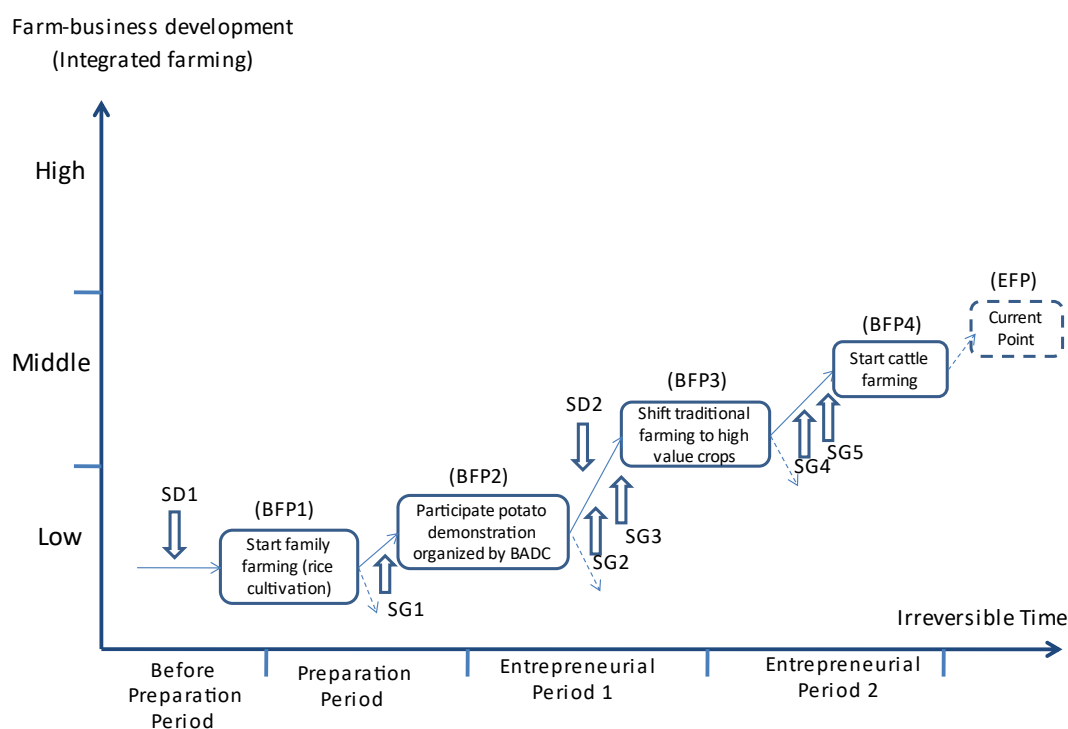 Farm-business development
(Integrated farming)
High
(EFP)
Current
Point
(BFP4)
Middle
Start cattle
farming
(BFP3)
SD2
Shift traditional
farming to high
value crops
SG4
SG5
(BFP2)
SD1
(BFP1)
Participate potato
demonstration
organized by BADC
Low
Start family
farming (rice
cultivation)
SG3
SG2
SG1
Irreversible Time
Before
Preparation
Period
Preparation
Period
Entrepreneurial
Period 1
Entrepreneurial
Period 2